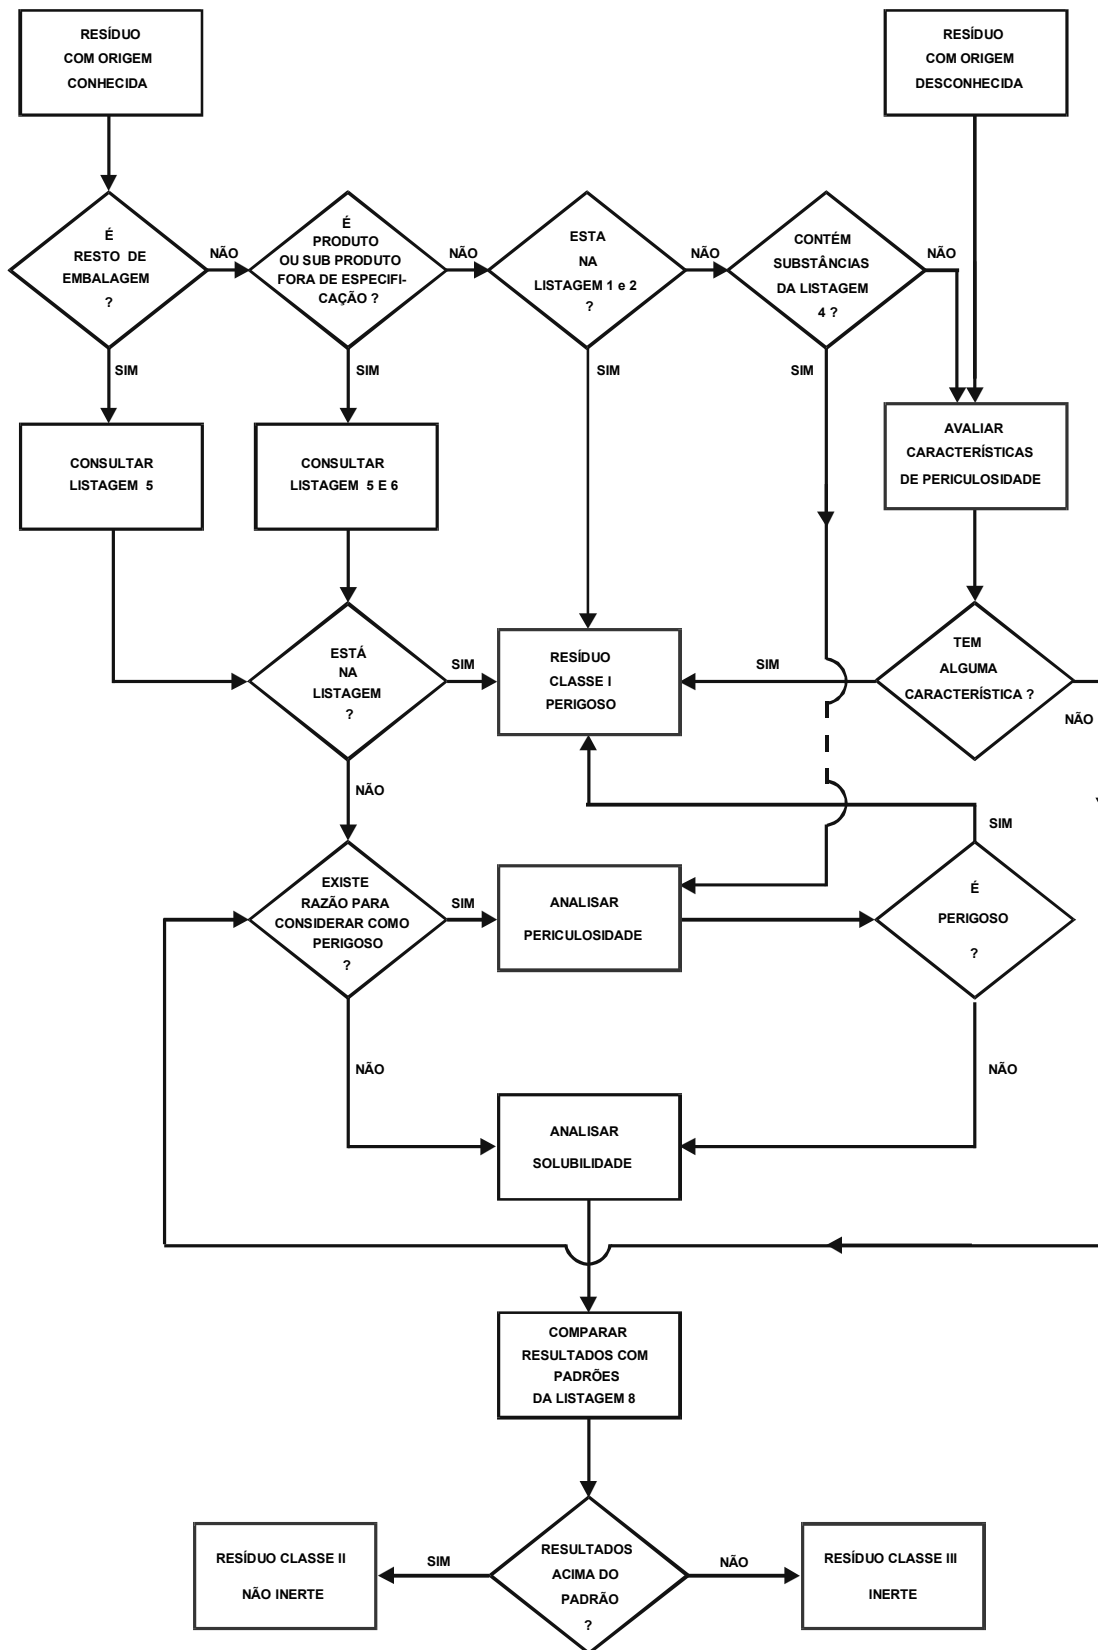 RESÍDUO
COM ORIGEM
CONHECIDA
RESÍDUO
COM ORIGEM
DESCONHECIDA
É
RESTO DE
EMBALAGEM
?
NÃO
É
PRODUTO
OU SUB PRODUTO
FORA DE ESPECIFI-
CAÇÃO ?
NÃO
ESTA
NA
LISTAGEM 1 e 2
?
NÃO
CONTÉM
SUBSTÂNCIAS
DA LISTAGEM
4 ?
NÃO
SIM
SIM
SIM
SIM
CONSULTAR
LISTAGEM 5
CONSULTAR
LISTAGEM 5 E 6
AVALIAR
CARACTERÍSTICAS
DE PERICULOSIDADE
ESTÁ
NA
LISTAGEM
?
SIM
RESÍDUO
CLASSE I
PERIGOSO
SIM
TEM
ALGUMA
CARACTERÍSTICA ?
NÃO
NÃO
SIM
EXISTE
RAZÃO PARA
CONSIDERAR COMO
PERIGOSO
?
SIM
ANALISAR
PERICULOSIDADE
É
PERIGOSO
?
NÃO
NÃO
ANALISAR
SOLUBILIDADE
COMPARAR
RESULTADOS COM
PADRÕES
DA LISTAGEM 8
RESÍDUO CLASSE II
NÃO INERTE
SIM
RESULTADOS
ACIMA DO
PADRÃO
?
NÃO
RESÍDUO CLASSE III
INERTE